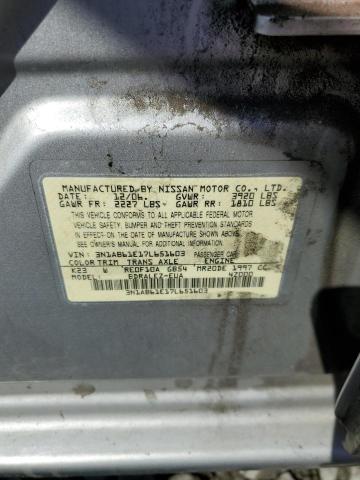 MANUFACTURED BY NISSAN MOTOR CO., LTD.
DATE: 12/06 GVWR: 3920 LBS
GAWR FR: 2227 LBS GAWR RR: 1810 LBS
THIS VEHICLE CONFORMS TO ALL APPLICABLE FEDERAL MOTOR
VEHICLE SAFETY, BUMPER AND THEFT PREVENTION STANDARDS
IN EFFECT ON THE DATE OF MANUFACTURE SHOWN ABOVE.
SEE OWNER'S MANUAL FOR ADDITIONAL INFORMATION
VIN: 3N1AB61E17L651603 PASSENGER CAR
COLOR TRIM TRANS AXLE ENGINE
K23 W RE0F10A GB54 MR20DE 1997 CC
MODEL: BDRALEZ-EUA 4Z000
3N1AB61E17L651603